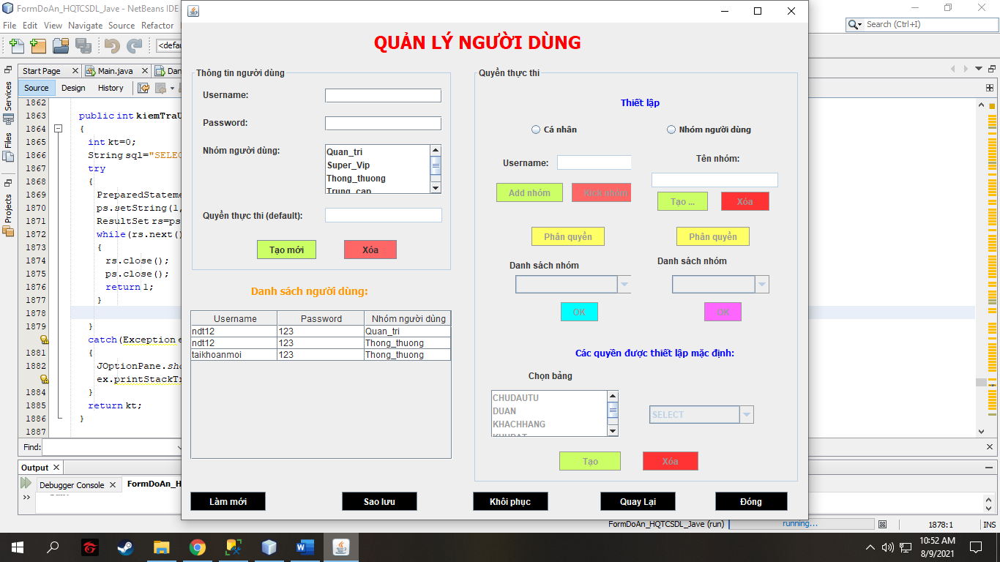 FormDoAn_HQTCSDL_Jave - NetBeans IDE
File Edit View Navigate Source Refactor
Search (Ctrl+I)
<defau
Start Page
Main.java
Dan
Source Design History
Services
Files
Projects
1862
1863 public int kiemTraU
1864 {
1865 int kt=0;
1866 String sql="SELEC
1867 try
1868 {
1869 PreparedStateme
1870 ps.setString(1,
1871 ResultSet rs=ps
1872 while(rs.next()
1873 {
1874 rs.close();
1875 ps.close();
1876 return 1;
1877 }
1878
1879 }
catch(Exception e
1881 {
1882 JOptionPane.sho
ex.printStackTr
1884 }
1885 return kt;
1886 }
1887
Find:
Output
Debugger Console
FormDoAn_H
QUẢN LÝ NGƯỜI DÙNG
Thông tin người dùng
Username:
Password:
Nhóm người dùng:
Quan_tri
Super_Vip
Thong_thuong
Trung_cap
Quyền thực thi (default):
Tạo mới
Xóa
Danh sách người dùng:
Username Password Nhóm người dùng
ndt12 123 Quan_tri
ndt12 123 Thong_thuong
taikhoanmoi 123 Thong_thuong
Quyền thực thi
Thiết lập
Cá nhân
Nhóm người dùng
Username:
Tên nhóm:
Add nhóm
Kick nhóm
Tạo ...
Xóa
Phân quyền
Phân quyền
Danh sách nhóm
Danh sách nhóm
OK
OK
Các quyền được thiết lập mặc định:
Chọn bảng
CHUDAUTU
DUAN
KHACHHANG
KHUDAT
SELECT
Tạo
Xóa
Làm mới
Sao lưu
Khôi phục
Quay Lại
Đóng
FormDoAn_HQTCSDL_Jave (run)
running...
1878:1
INS
10:52 AM
8/9/2021